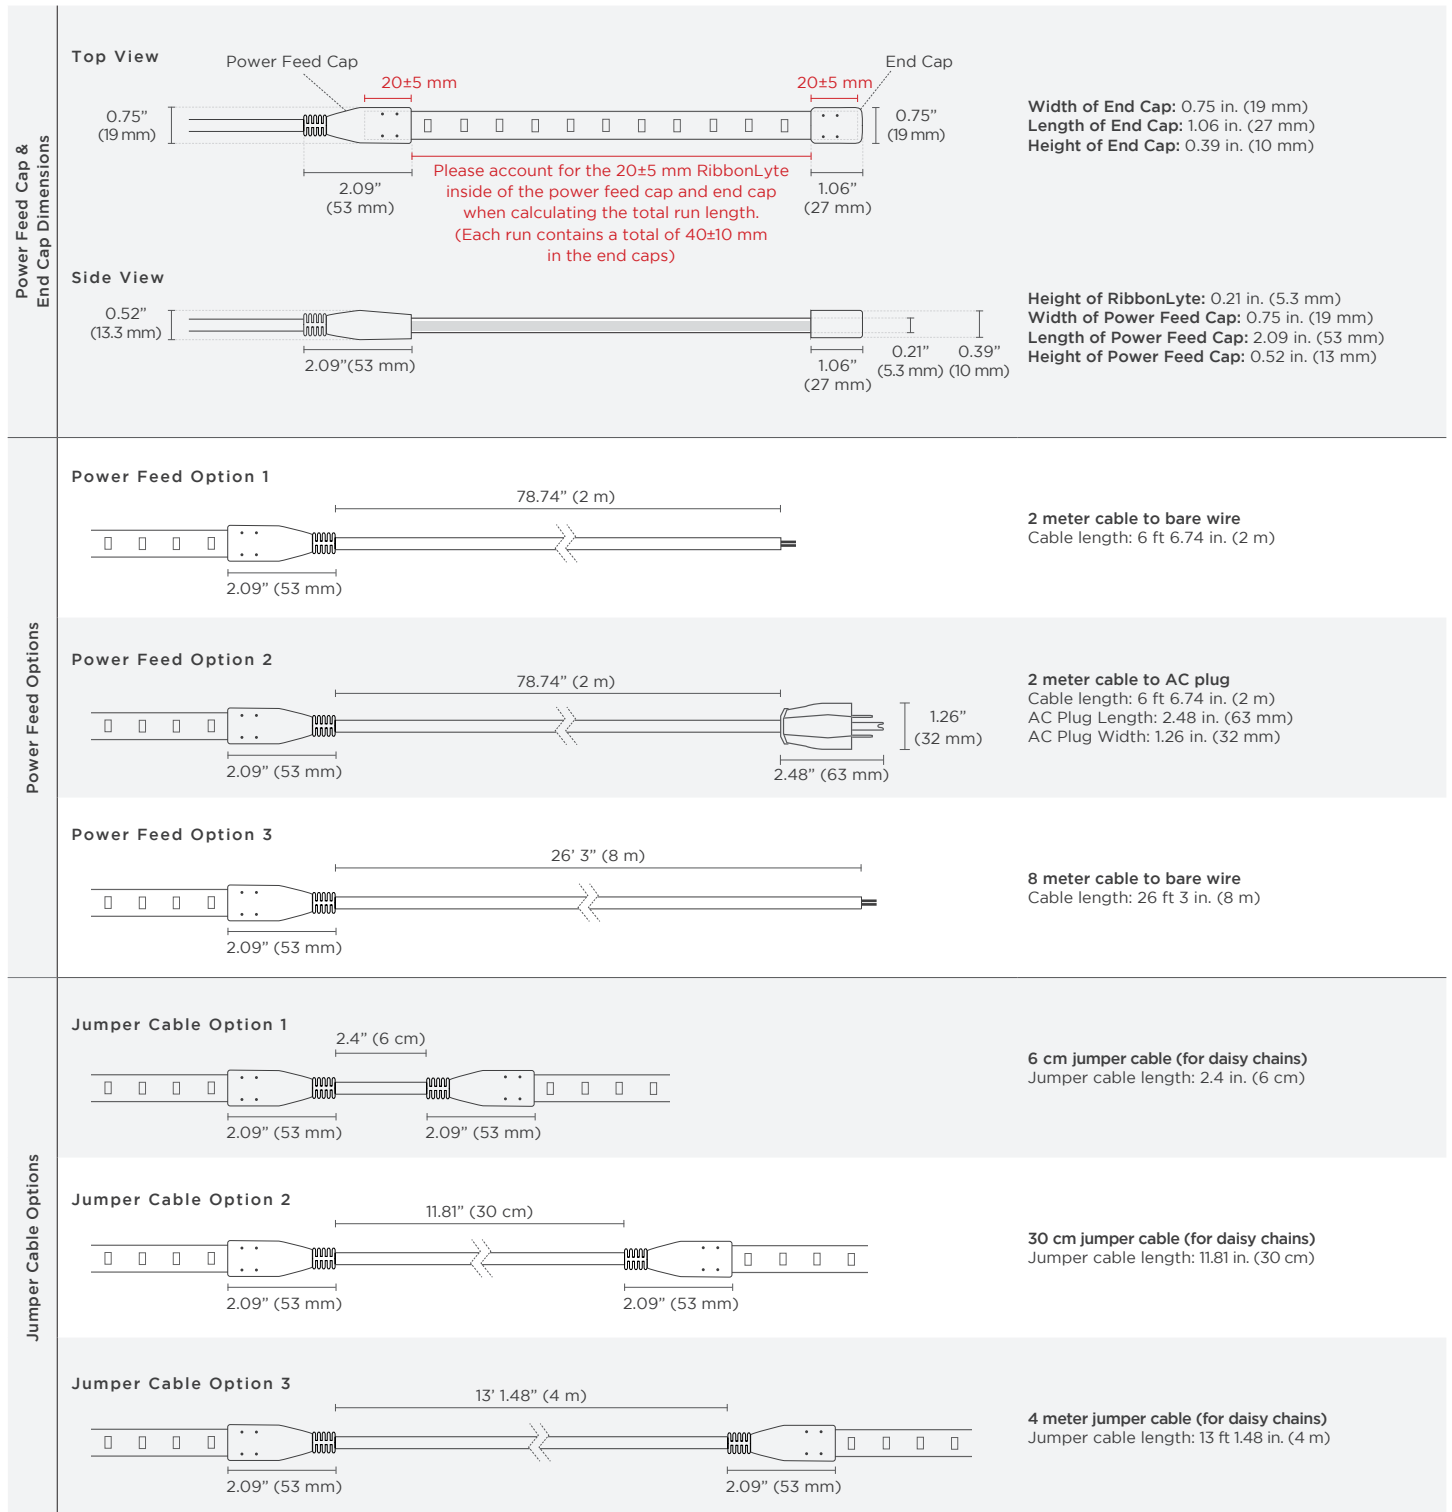 Power Feed Cap &
End Cap Dimensions
Top View
Power Feed Cap
End Cap
20±5 mm
20±5 mm
0.75”
(19 mm)
0.75”
(19 mm)
2.09”
(53 mm)
Please account for the 20±5 mm RibbonLyte
inside of the power feed cap and end cap
when calculating the total run length.
(Each run contains a total of 40±10 mm
in the end caps)
1.06”
(27 mm)
Width of End Cap: 0.75 in. (19 mm)
Length of End Cap: 1.06 in. (27 mm)
Height of End Cap: 0.39 in. (10 mm)
Side View
0.52”
(13.3 mm)
2.09”(53 mm)
1.06”
(27 mm)
0.21”
(5.3 mm)
0.39”
(10 mm)
Height of RibbonLyte: 0.21 in. (5.3 mm)
Width of Power Feed Cap: 0.75 in. (19 mm)
Length of Power Feed Cap: 2.09 in. (53 mm)
Height of Power Feed Cap: 0.52 in. (13 mm)
Power Feed Options
Power Feed Option 1
78.74” (2 m)
2.09” (53 mm)
2 meter cable to bare wire
Cable length: 6 ft 6.74 in. (2 m)
Power Feed Option 2
78.74” (2 m)
1.26”
(32 mm)
2.09” (53 mm)
2.48” (63 mm)
2 meter cable to AC plug
Cable length: 6 ft 6.74 in. (2 m)
AC Plug Length: 2.48 in. (63 mm)
AC Plug Width: 1.26 in. (32 mm)
Power Feed Option 3
26’ 3” (8 m)
2.09” (53 mm)
8 meter cable to bare wire
Cable length: 26 ft 3 in. (8 m)
Jumper Cable Options
Jumper Cable Option 1
2.4” (6 cm)
2.09” (53 mm)
2.09” (53 mm)
6 cm jumper cable (for daisy chains)
Jumper cable length: 2.4 in. (6 cm)
Jumper Cable Option 2
11.81” (30 cm)
2.09” (53 mm)
2.09” (53 mm)
30 cm jumper cable (for daisy chains)
Jumper cable length: 11.81 in. (30 cm)
Jumper Cable Option 3
13’ 1.48” (4 m)
2.09” (53 mm)
2.09” (53 mm)
4 meter jumper cable (for daisy chains)
Jumper cable length: 13 ft 1.48 in. (4 m)